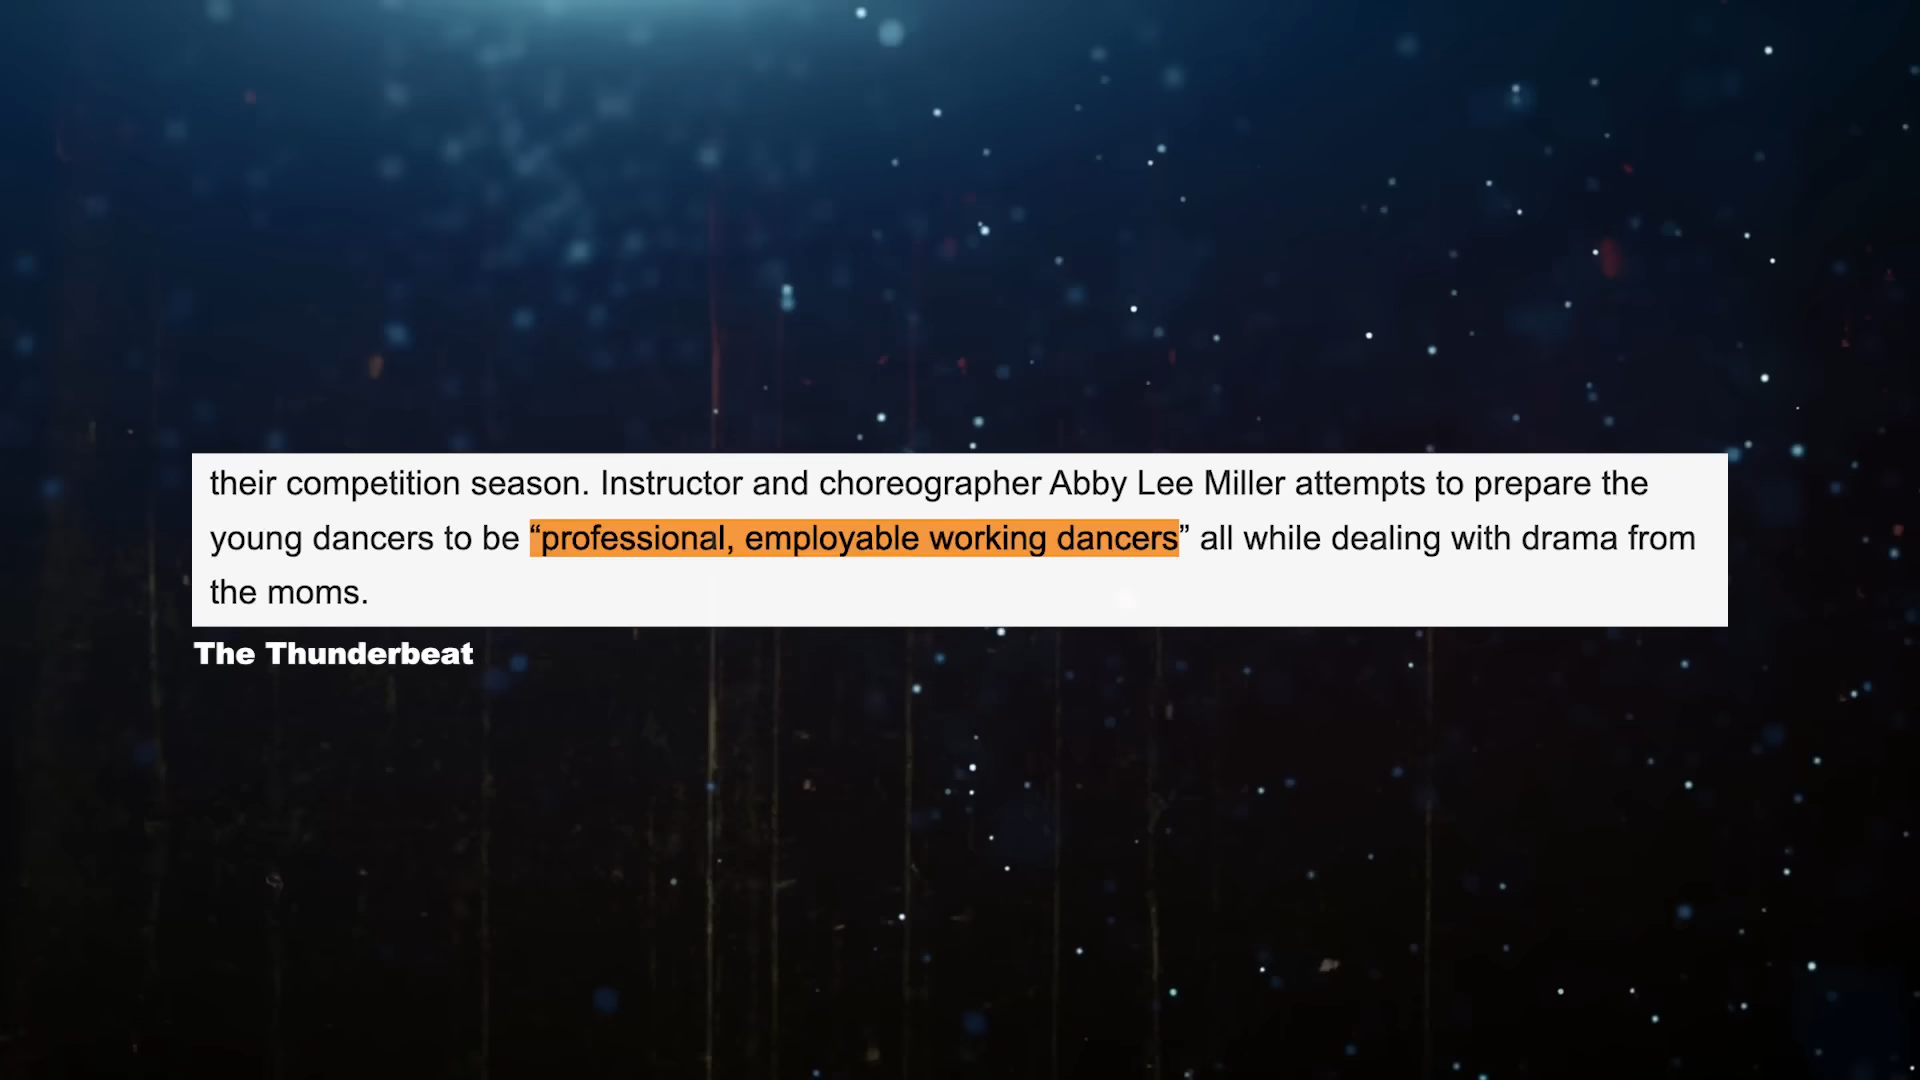 their competition season. Instructor and choreographer Abby Lee Miller attempts to prepare the
young dancers to be “professional, employable working dancers” all while dealing with drama from
the moms.
The Thunderbeat